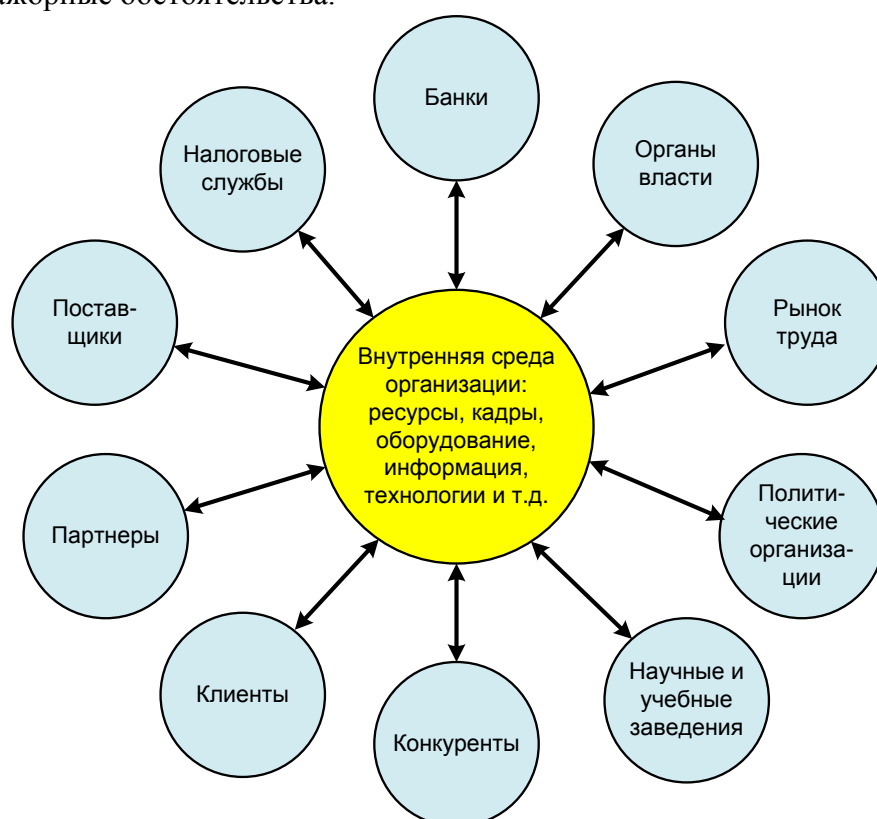 обстоятельства.
Банки
Налоговые
службы
Органы
власти
Постав-
щики
Рынок
труда
Внутренняя среда
организации:
ресурсы, кадры,
оборудование,
информация,
технологии и т.д.
Партнеры
Полити-
ческие
организа-
ции
Клиенты
Конкуренты
Научные и
учебные
заведения